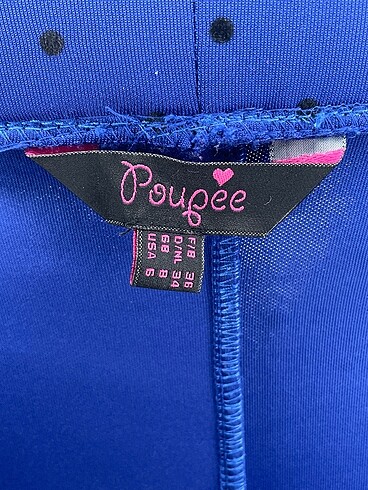 Poupée
F/B 36
D/NL 34
GB 8
USA 6